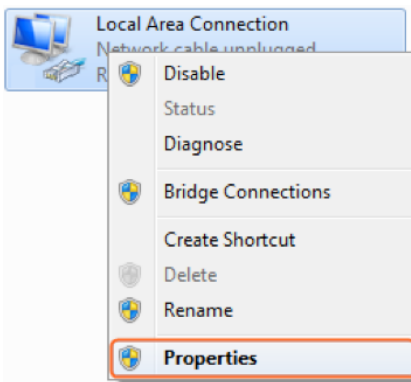 Local Area Connection
Network cable unplugged
R
Disable
Status
Diagnose
Bridge Connections
Create Shortcut
Delete
Rename
Properties